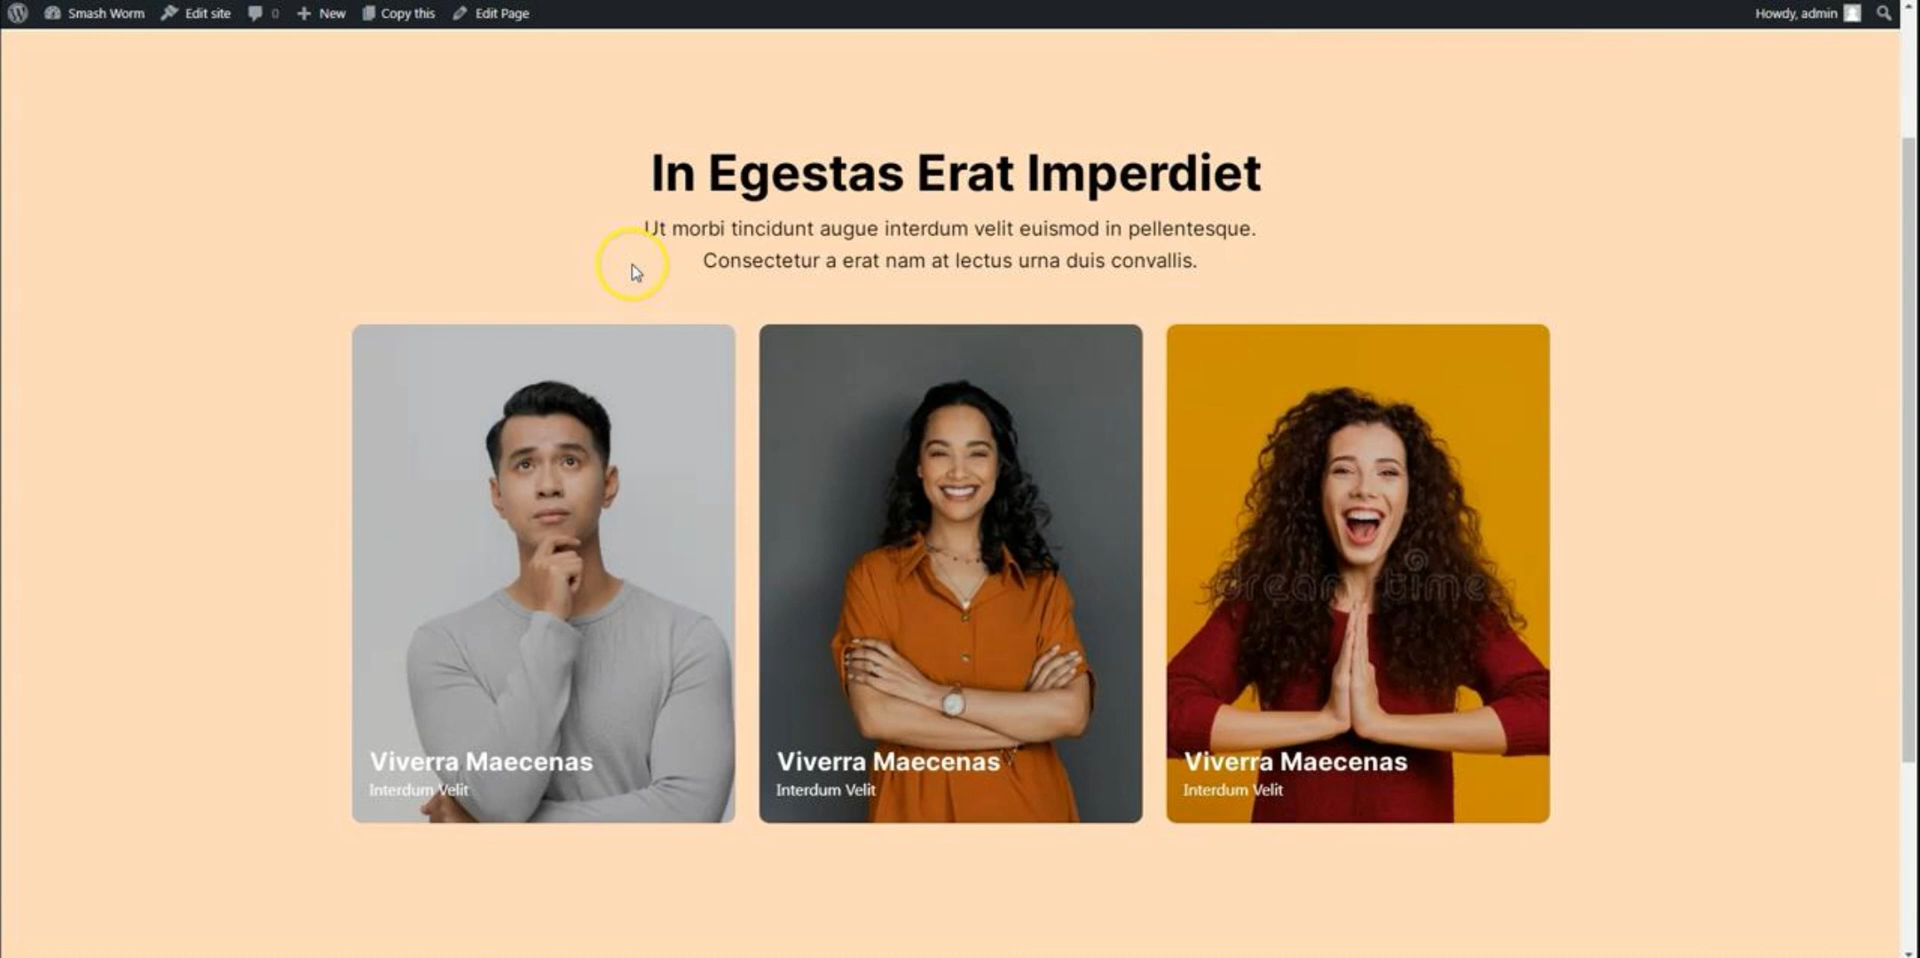 Smash Worm Edit site 0 New Copy this Edit Page Howdy, admin
In Egestas Erat Imperdiet
Ut morbi tincidunt augue interdum velit euismod in pellentesque.
Consectetur a erat nam at lectus urna duis convallis.
dreamstime
Viverra Maecenas Viverra Maecenas Viverra Maecenas
Interdum Velit Interdum Velit Interdum Velit